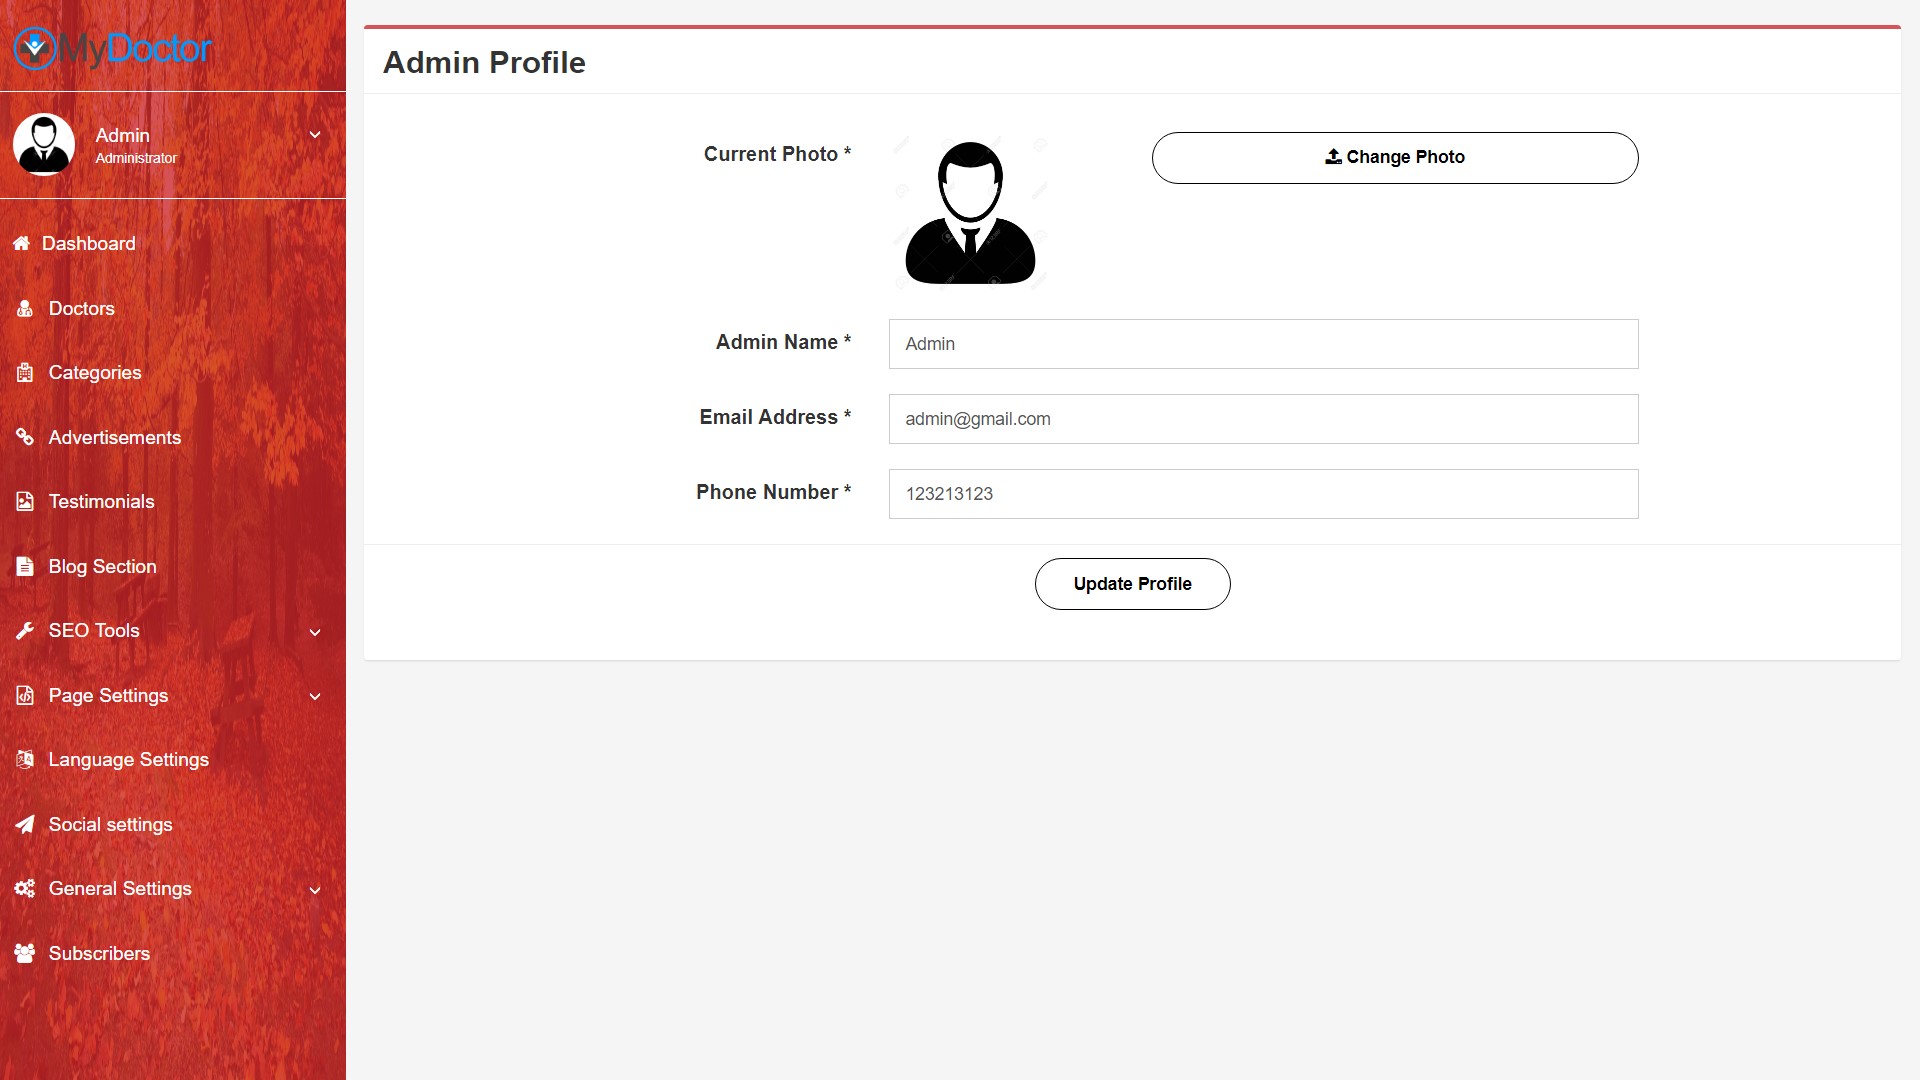 MyDoctor
Admin
Administrator
Dashboard
Doctors
Categories
Advertisements
Testimonials
Blog Section
SEO Tools
Page Settings
Language Settings
Social settings
General Settings
Subscribers
Admin Profile
Current Photo *
Change Photo
Admin Name *
Admin
Email Address *
admin@gmail.com
Phone Number *
123213123
Update Profile